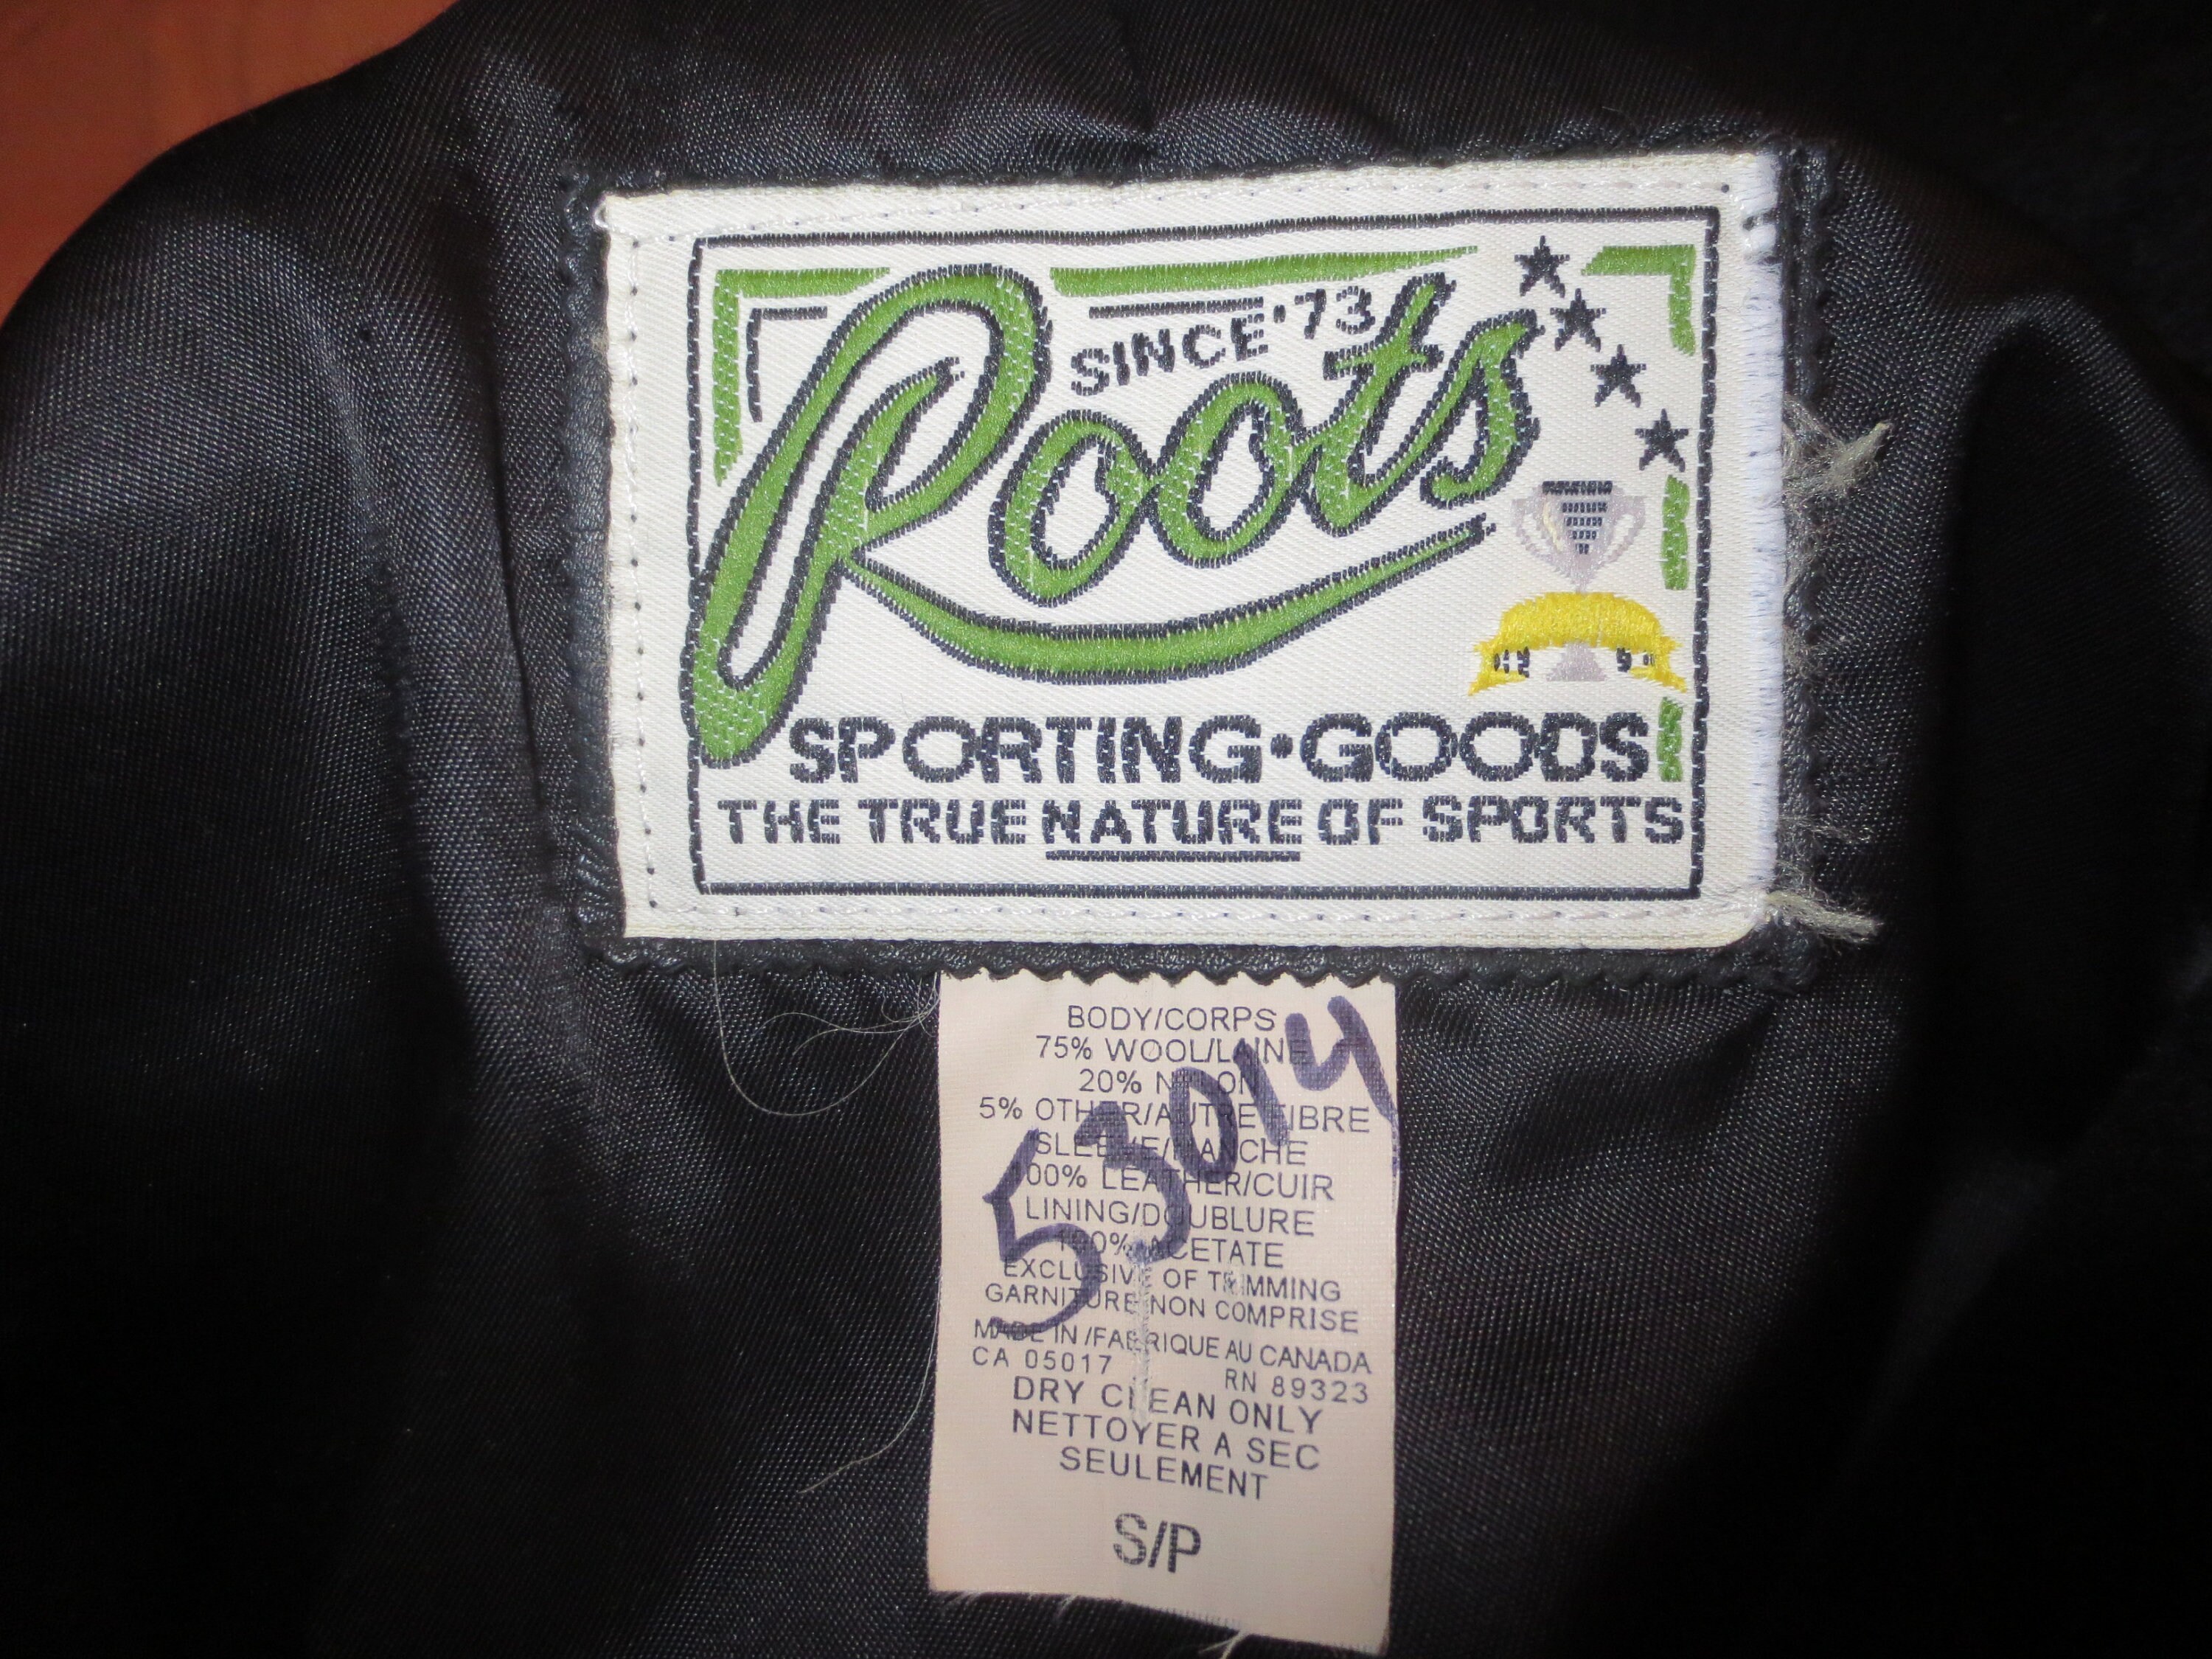 SINCE '73
Roots
SPORTING•GOODS
THE TRUE NATURE OF SPORTS
BODY/CORPS
75% WOOL/LAINE
20% NYLON
5% OTHER/AUTRE FIBRE
SLEEVE/MANCHE
100% LEATHER/CUIR
LINING/DOUBLURE
100% ACETATE
EXCLUSIVE OF TRIMMING
GARNITURE NON COMPRISE
MADE IN /FABRIQUE AU CANADA
CA 05017 RN 89323
DRY CLEAN ONLY
NETTOYER A SEC
SEULEMENT
S/P
53014